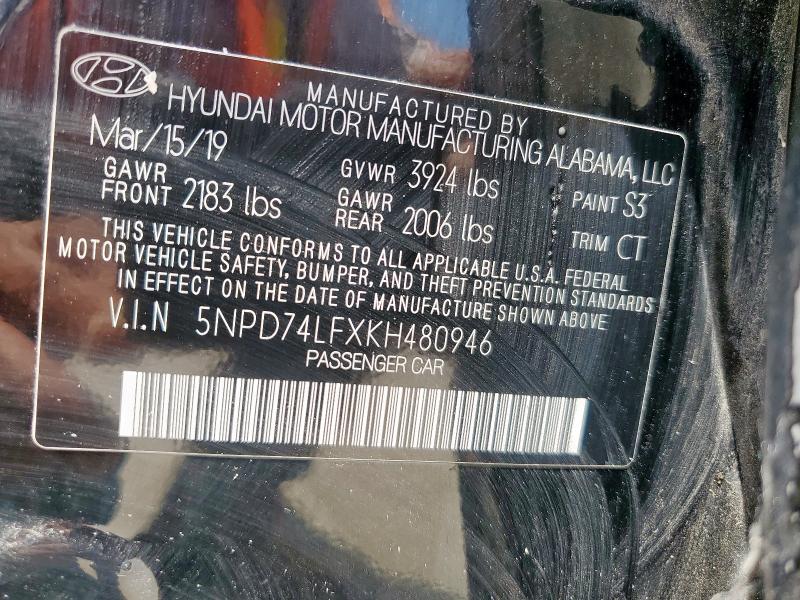 MANUFACTURED BY
HYUNDAI MOTOR MANUFACTURING ALABAMA, LLC
Mar/15/19 GVWR 3924 lbs PAINT S3
GAWR FRONT 2183 lbs GAWR REAR 2006 lbs TRIM CT
THIS VEHICLE CONFORMS TO ALL APPLICABLE U.S.A. FEDERAL
MOTOR VEHICLE SAFETY, BUMPER, AND THEFT PREVENTION STANDARDS
IN EFFECT ON THE DATE OF MANUFACTURE SHOWN ABOVE
V.I.N 5NPD74LFXKH480946
PASSENGER CAR